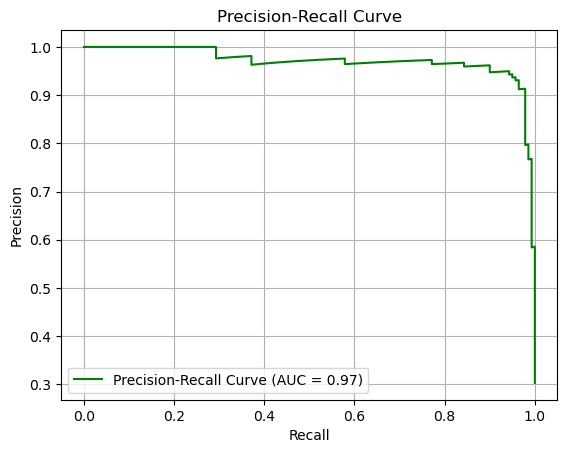 Precision-Recall Curve
1.0
0.9
0.8
0.7
0.6
0.5
0.4
0.3
Precision
Precision-Recall Curve (AUC = 0.97)
0.0 0.2 0.4 0.6 0.8 1.0
Recall